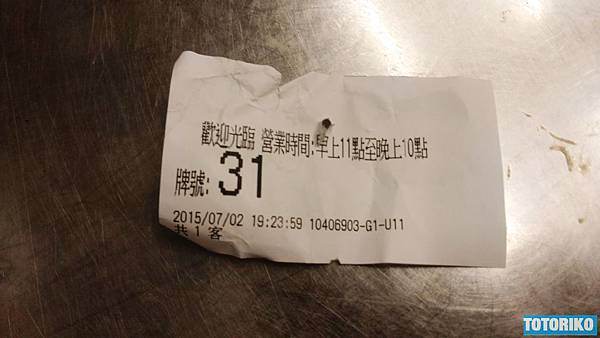 歡迎光臨 營業時間:早上11點至晚上10點
牌號: 31
2015/07/02 19:23:59 10406903-G1-U11
共 1 客
TOTORIKO